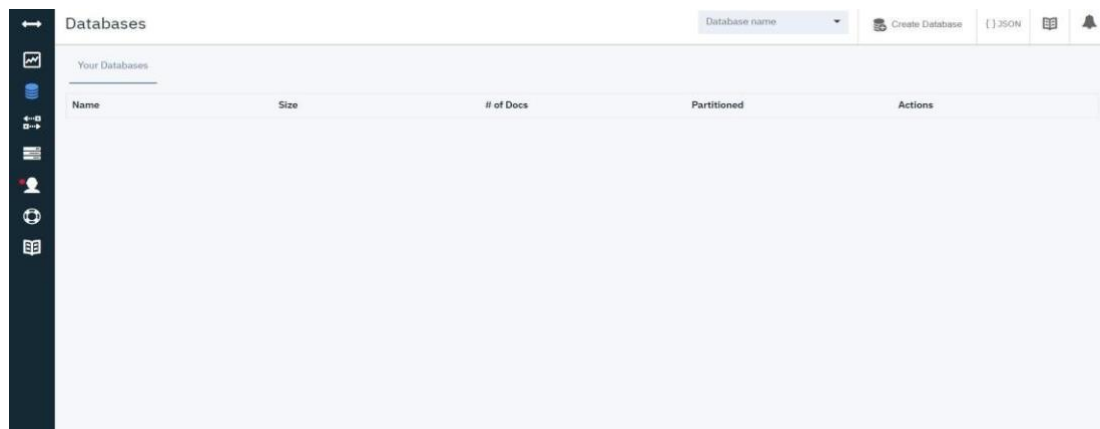 Databases
Database name
Create Database
{ } JSON
Your Databases
Name Size # of Docs Partitioned Actions